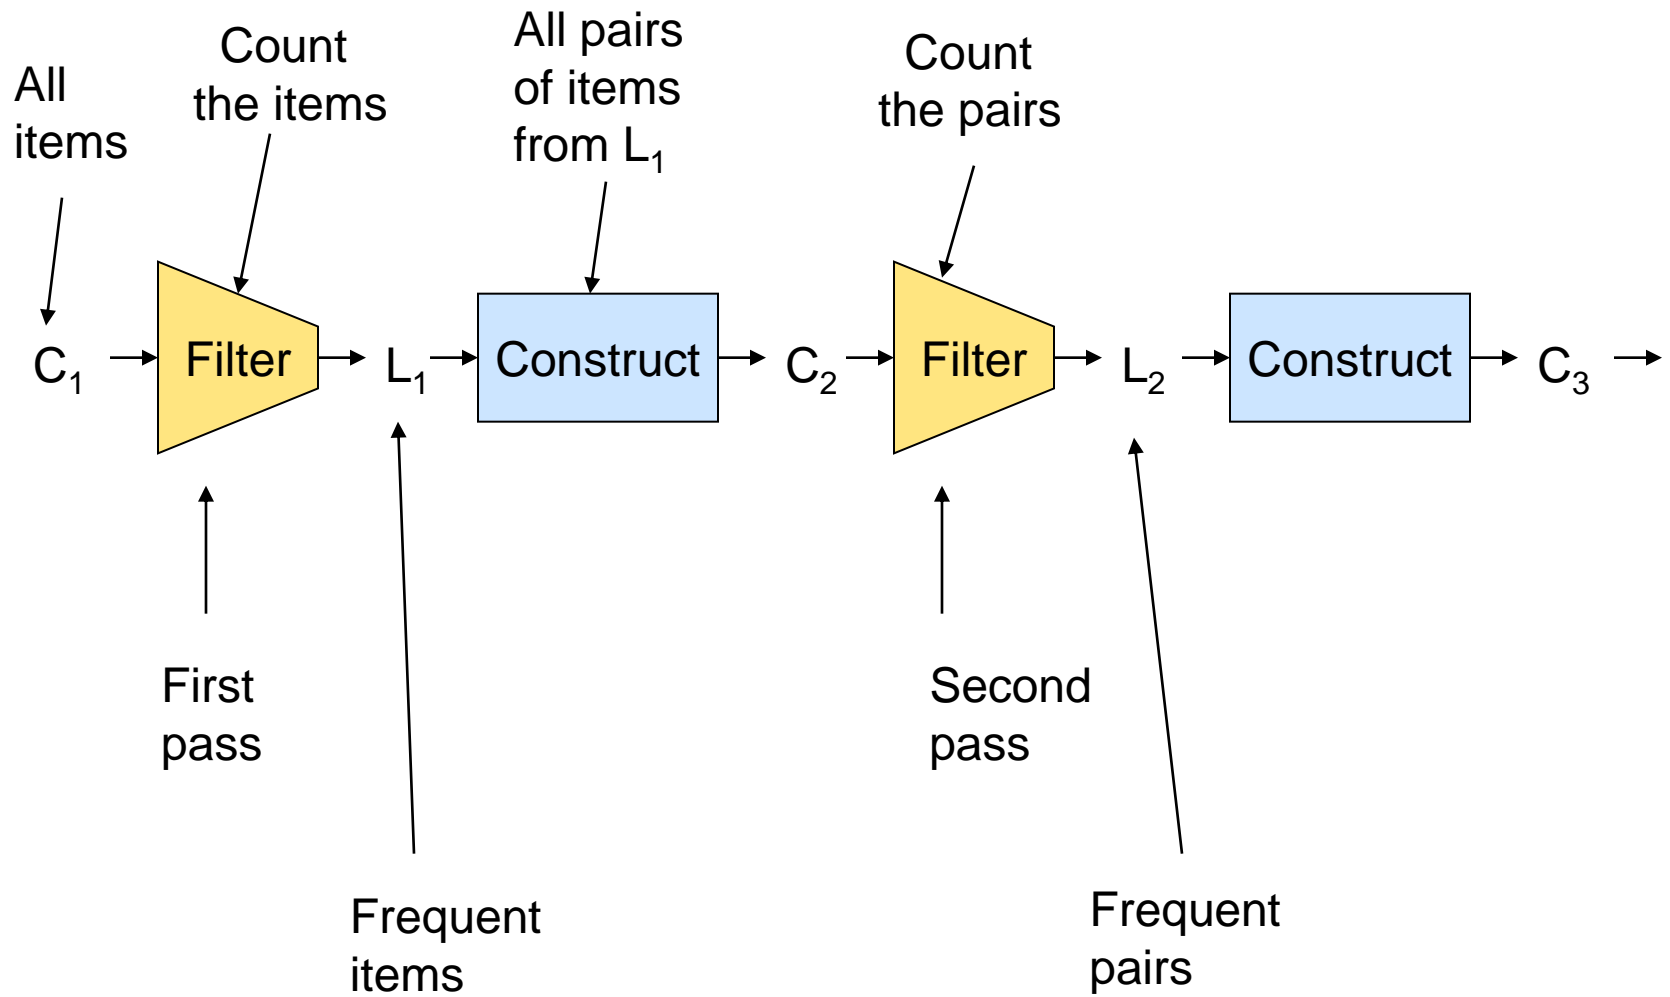 All
items
Count
the items
All pairs
of items
from L₁
Count
the pairs
C₁
Filter
L₁
Construct
C₂
Filter
L₂
Construct
C₃
First
pass
Second
pass
Frequent
items
Frequent
pairs